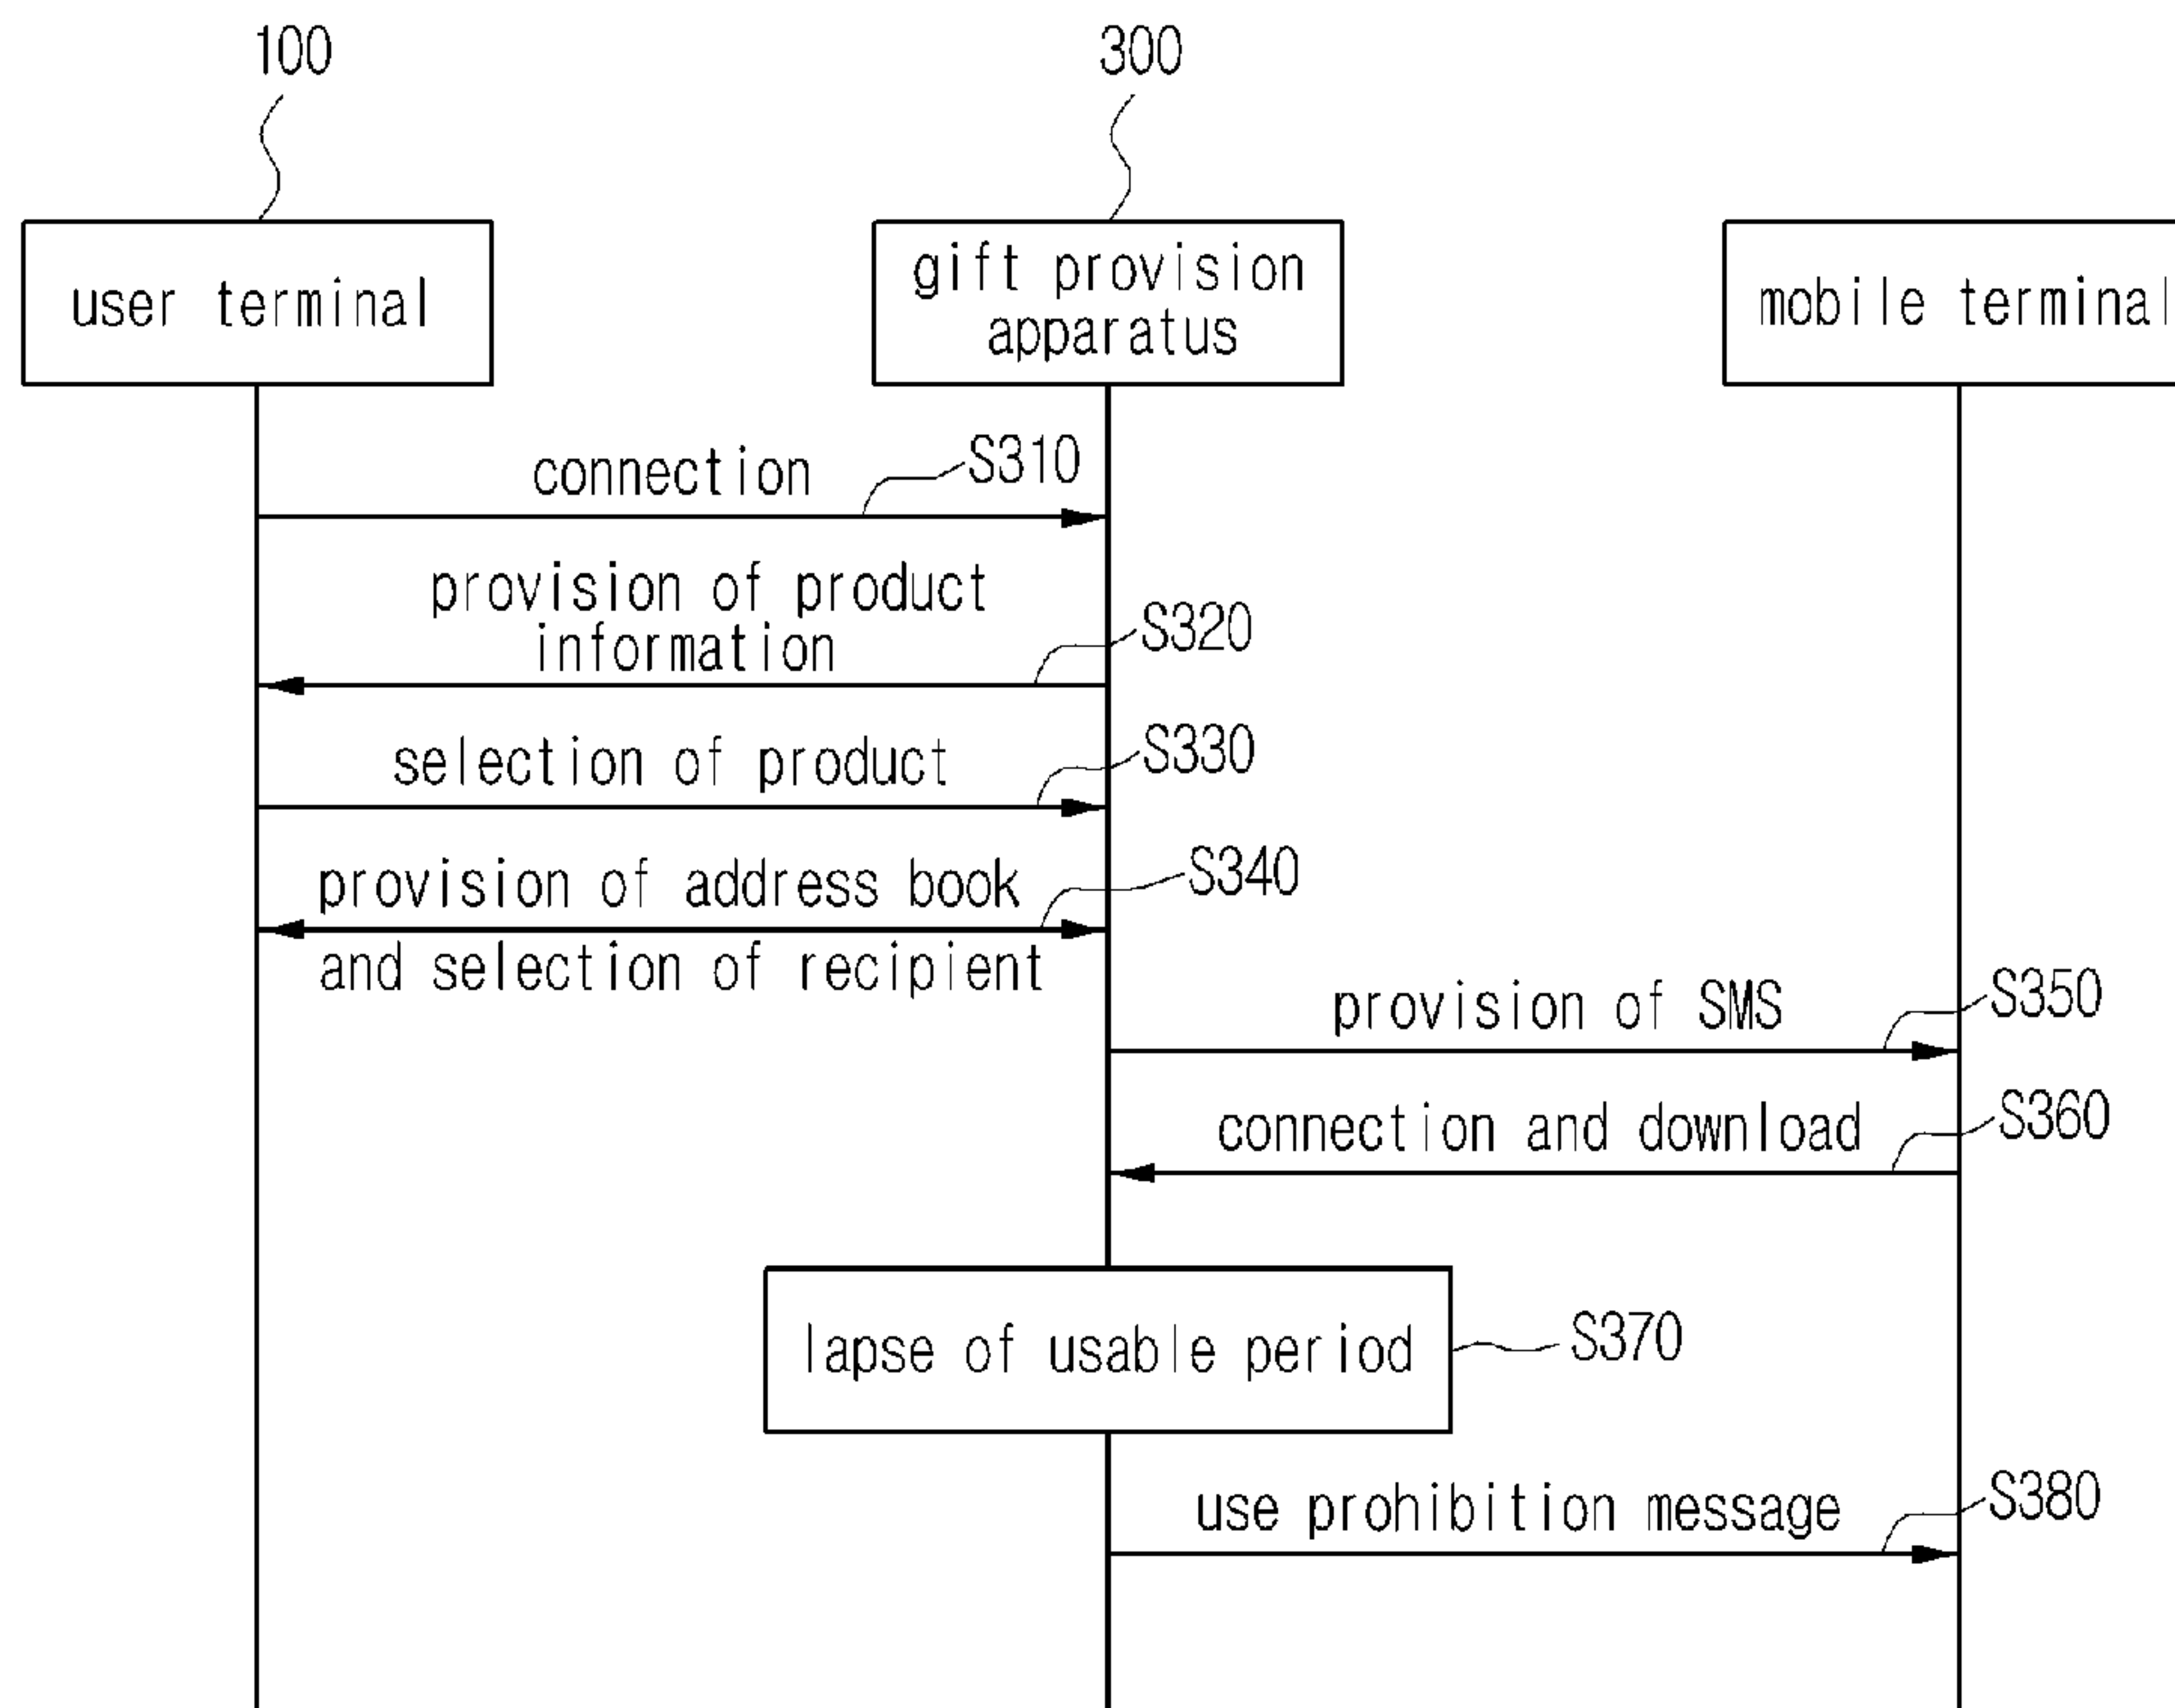 100
300
user terminal
gift provision
apparatus
mobile terminal
connection
S310
provision of product
information
S320
selection of product
S330
provision of address book
S340
and selection of recipient
provision of SMS
S350
connection and download
S360
lapse of usable period
S370
use prohibition message
S380